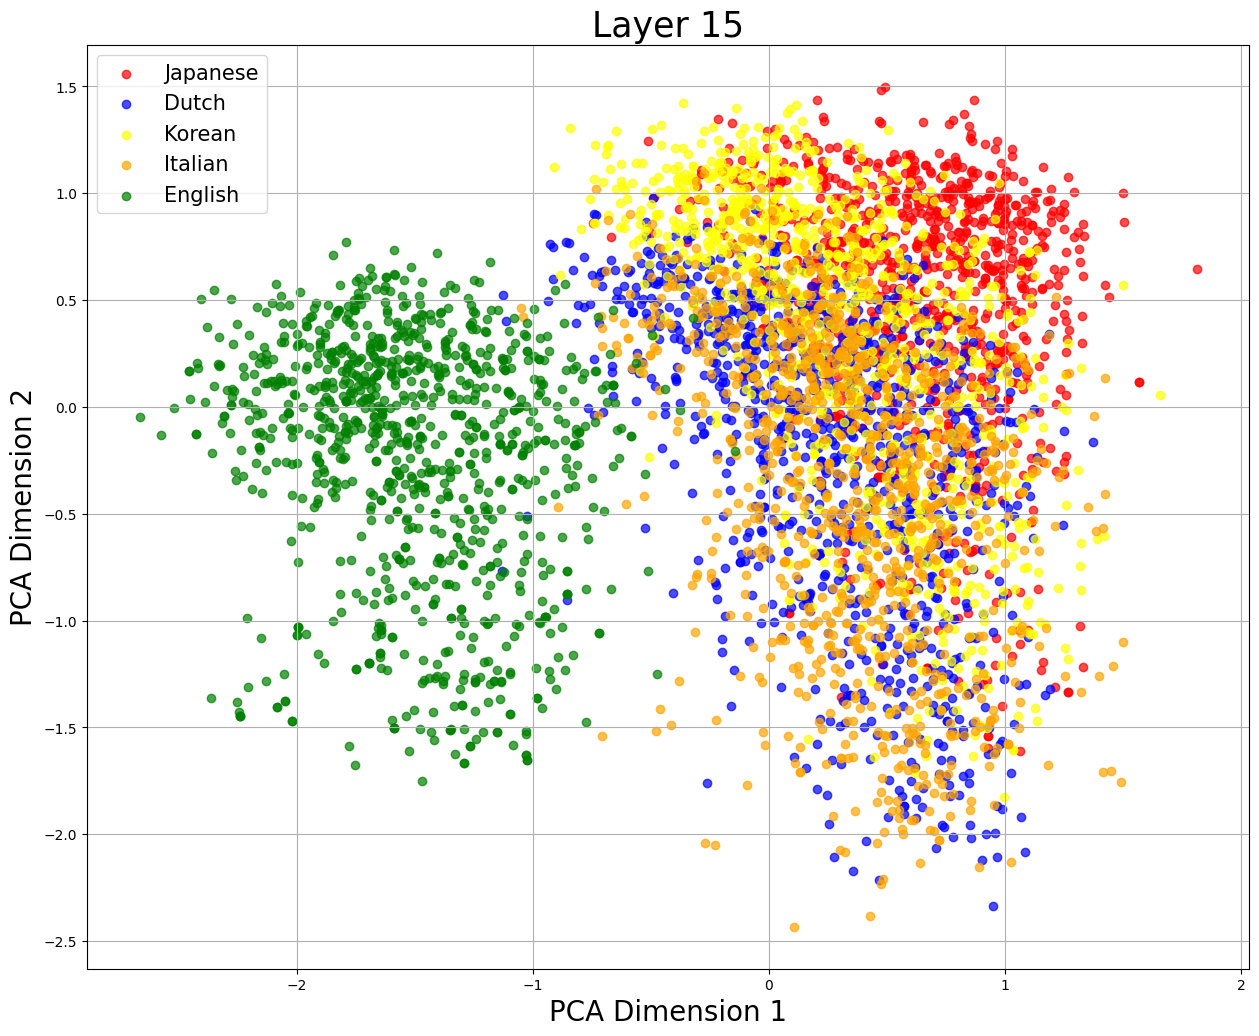 Layer 15
Japanese
Dutch
Korean
Italian
English
1.5
1.0
0.5
0.0
−0.5
−1.0
−1.5
−2.0
−2.5
PCA Dimension 2
−2
−1
0
1
2
PCA Dimension 1